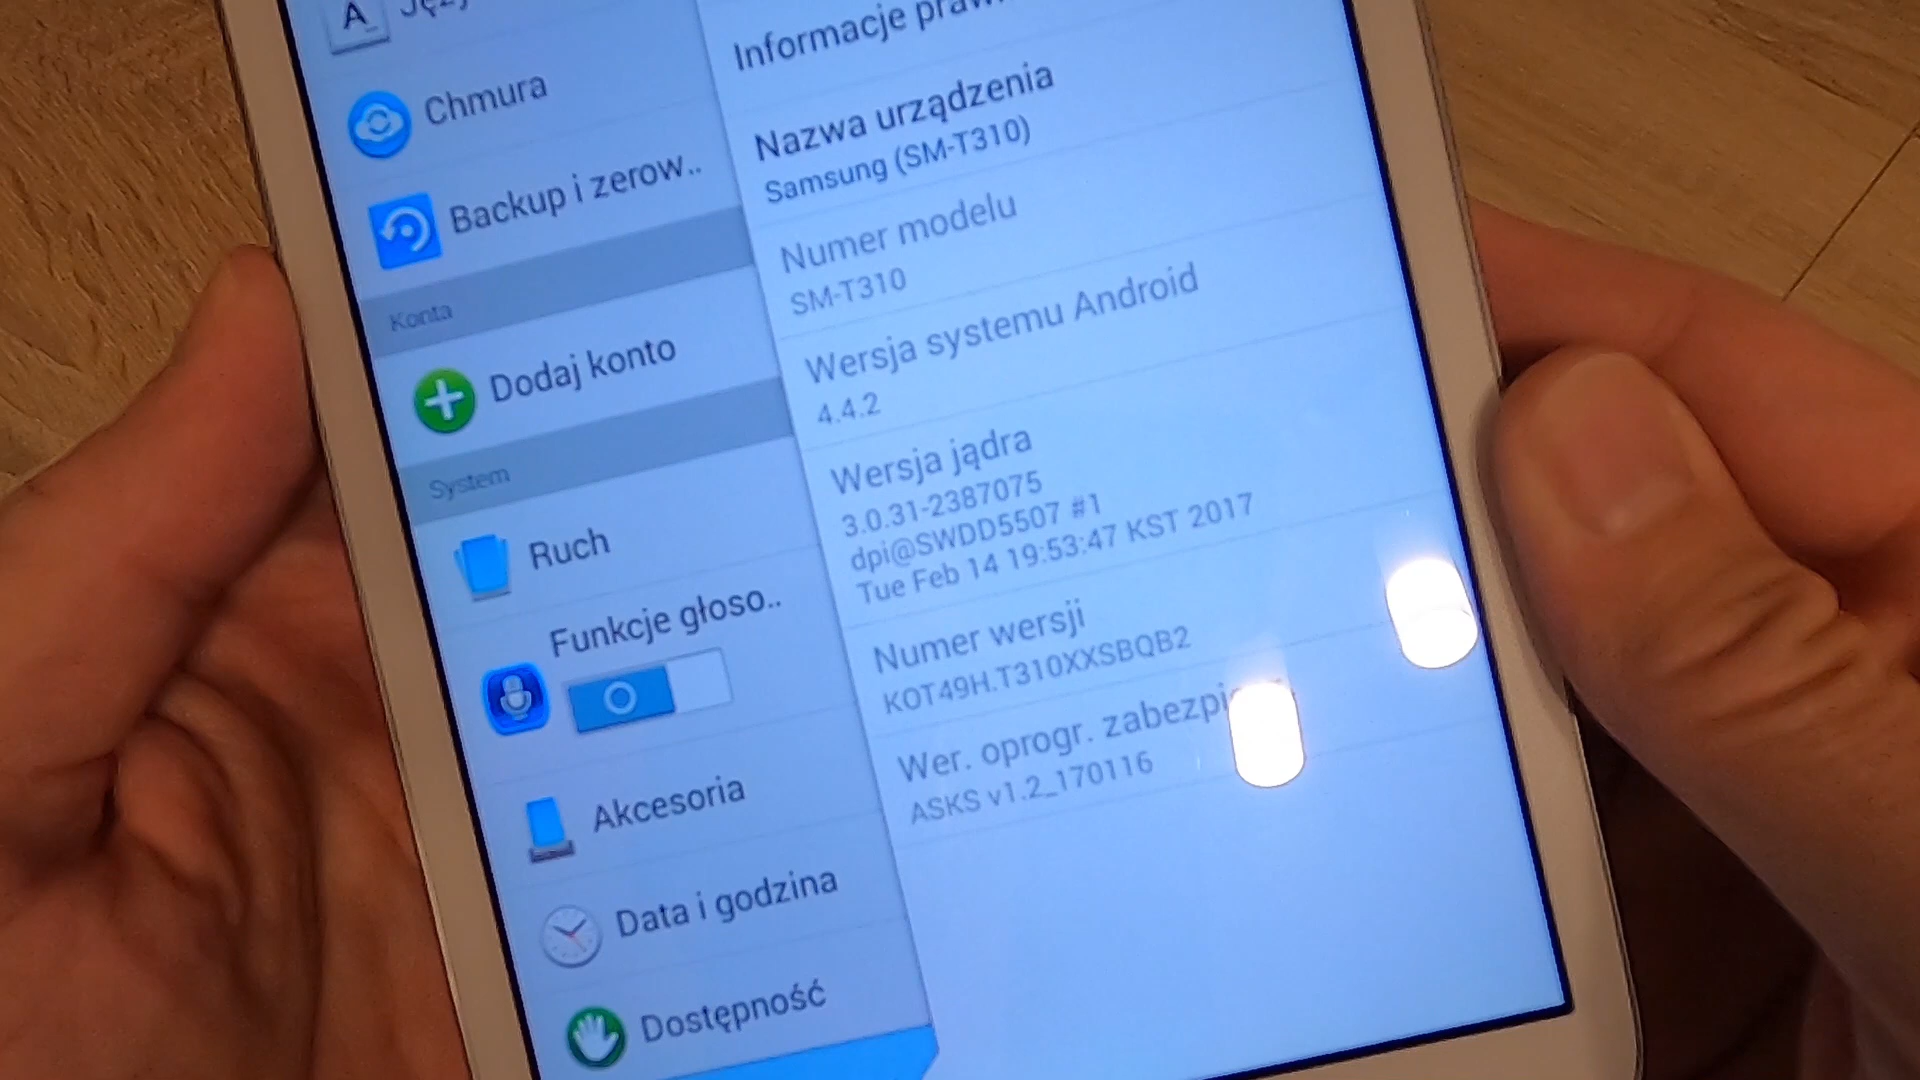 A
Chmura
Backup i zerow..
Konta
Dodaj konto
System
Ruch
Funkcje głoso..
Akcesoria
Data i godzina
Dostępność
Informacje
Nazwa urządzenia
Samsung (SM-T310)
Numer modelu
SM-T310
Wersja systemu Android
4.4.2
Wersja jądra
3.0.31-2387075
dpi@SWDD5507 #1
Tue Feb 14 19:53:47 KST 2017
Numer wersji
KOT49H.T310XXSBQB2
Wer. oprogr.
ASKS v1.2_170116